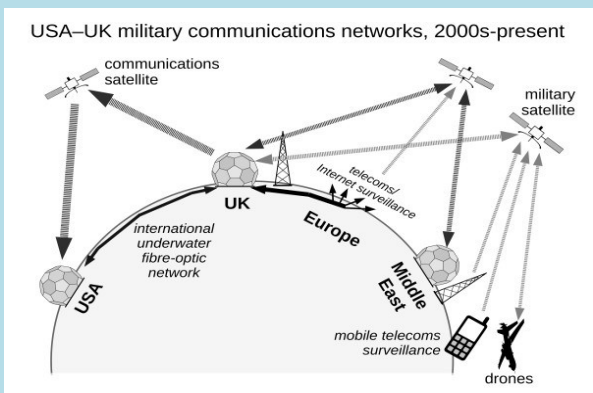 USA–UK military communications networks, 2000s-present
communications
satellite
military
satellite
telecoms/
Internet surveillance
UK
Europe
international
underwater
fibre-optic
network
Middle
East
USA
mobile telecoms
surveillance
drones